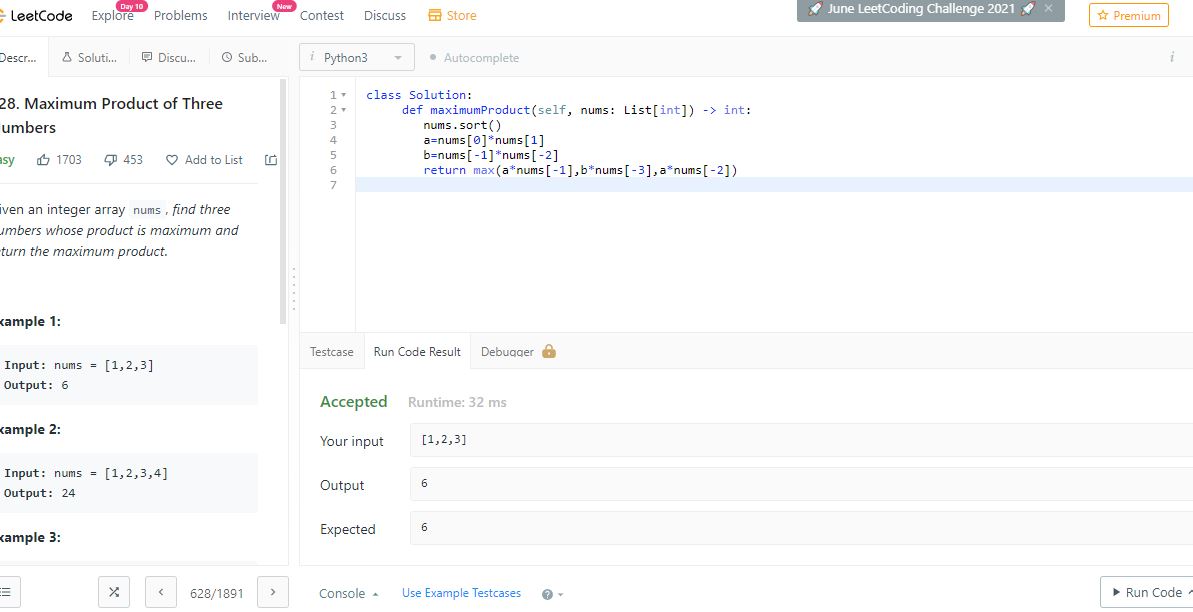 LeetCode Explore Day 10 Problems Interview New Contest Discuss Store 🚀 June LeetCoding Challenge 2021 🚀 × Premium
Descr... Soluti... Discu... Sub... i Python3 Autocomplete i
28. Maximum Product of Three
umbers
asy 1703 453 Add to List
iven an integer array nums, find three
umbers whose product is maximum and
eturn the maximum product.
xample 1:
Input: nums = [1,2,3]
Output: 6
xample 2:
Input: nums = [1,2,3,4]
Output: 24
xample 3:
1 class Solution:
2 def maximumProduct(self, nums: List[int]) -> int:
3 nums.sort()
4 a=nums[0]*nums[1]
5 b=nums[-1]*nums[-2]
6 return max(a*nums[-1],b*nums[-3],a*nums[-2])
7
Testcase Run Code Result Debugger
Accepted Runtime: 32 ms
Your input [1,2,3]
Output 6
Expected 6
628/1891 Console Use Example Testcases ? Run Code